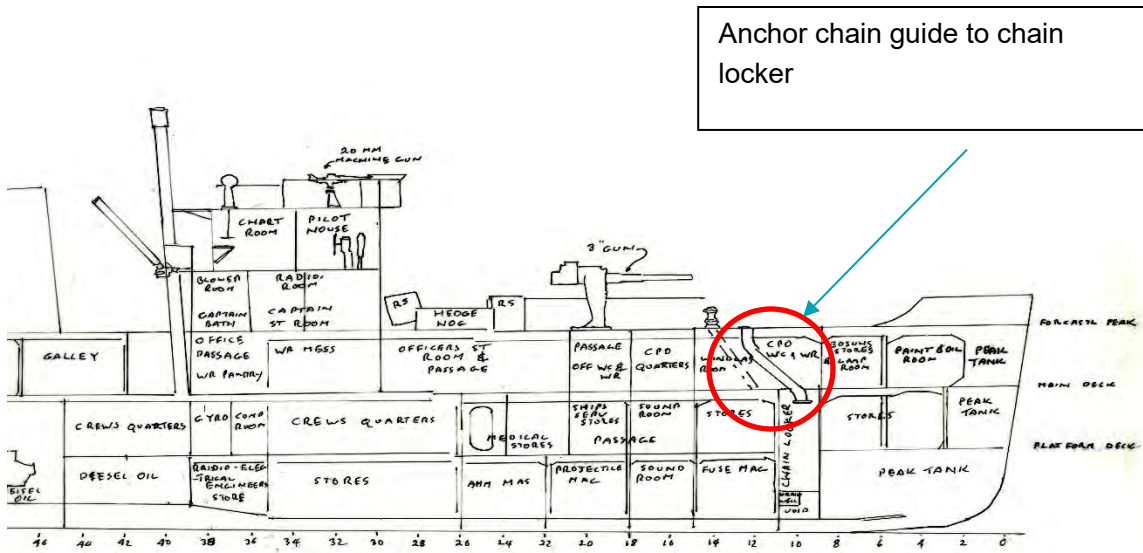 Anchor chain guide to chain
locker
20 MM
MACHINE GUN
CHART
ROOM
PILOT
HOUSE
3" GUN
BLOWER
ROOM
RADIO
ROOM
RS
HEDGE
HOG
RS
CAPTAIN
BATH
CAPTAIN
ST ROOM
FORCASTL PEAK
OFFICE
PASSAGE
WR PANTRY
WR MESS
OFFICERS ST
ROOM &
PASSAGE
PASSAGE
OFF WC &
WR
CPO
QUARTERS
WINDLAS
ROOM
CPO
WC & WR
BOSUNS
STORES
& LAMP
ROOM
PAINT & OIL
ROOM
PEAK
TANK
GALLEY
MAIN DECK
CREWS QUARTERS
GYRO
COMP
ROOM
CREWS QUARTERS
MEDICAL
STORES
SHIPS
SERV
STORES
PASSAGE
SOUND
ROOM
STORES
CHAIN LOCKER
STORES
PEAK
TANK
PLATFORM DECK
DEESEL OIL
RAIDIO-ELEC
TRICAL
ENGINEERS
STORE
STORES
AMM MAG
PROJECTILE
MAG
SOUND
ROOM
FUSE MAG
PEAK TANK
OIL
VOID
46 44 42 40 38 36 34 32 30 28 26 24 22 20 18 16 14 12 10 8 6 4 2 0